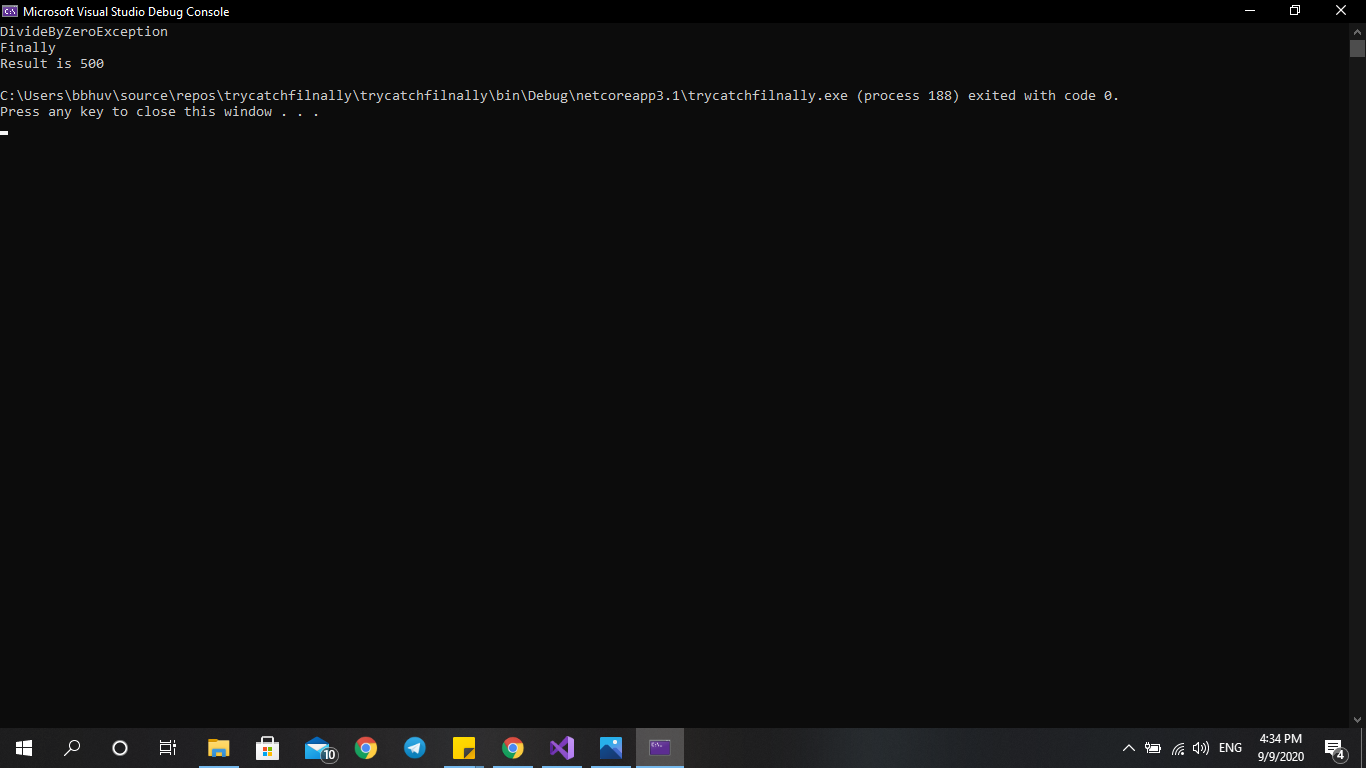 Microsoft Visual Studio Debug Console
DivideByZeroException
Finally
Result is 500
C:\Users\bbhuv\source\repos\trycatchfilnally\trycatchfilnally\bin\Debug\netcoreapp3.1\trycatchfilnally.exe (process 188) exited with code 0.
Press any key to close this window . . .
10
ENG
4:34 PM
9/9/2020
4